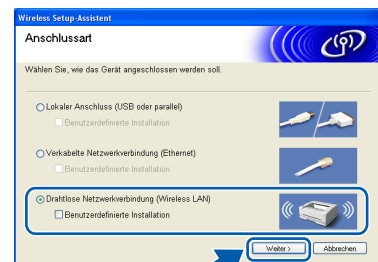 Wireless Setup-Assistent
Anschlussart
Wählen Sie, wie das Gerät angeschlossen werden soll.
Lokaler Anschluss (USB oder parallel)
Benutzerdefinierte Installation
Verkabelte Netzwerkverbindung (Ethernet)
Benutzerdefinierte Installation
Drahtlose Netzwerkverbindung (Wireless LAN)
Benutzerdefinierte Installation
Weiter > Abbrechen